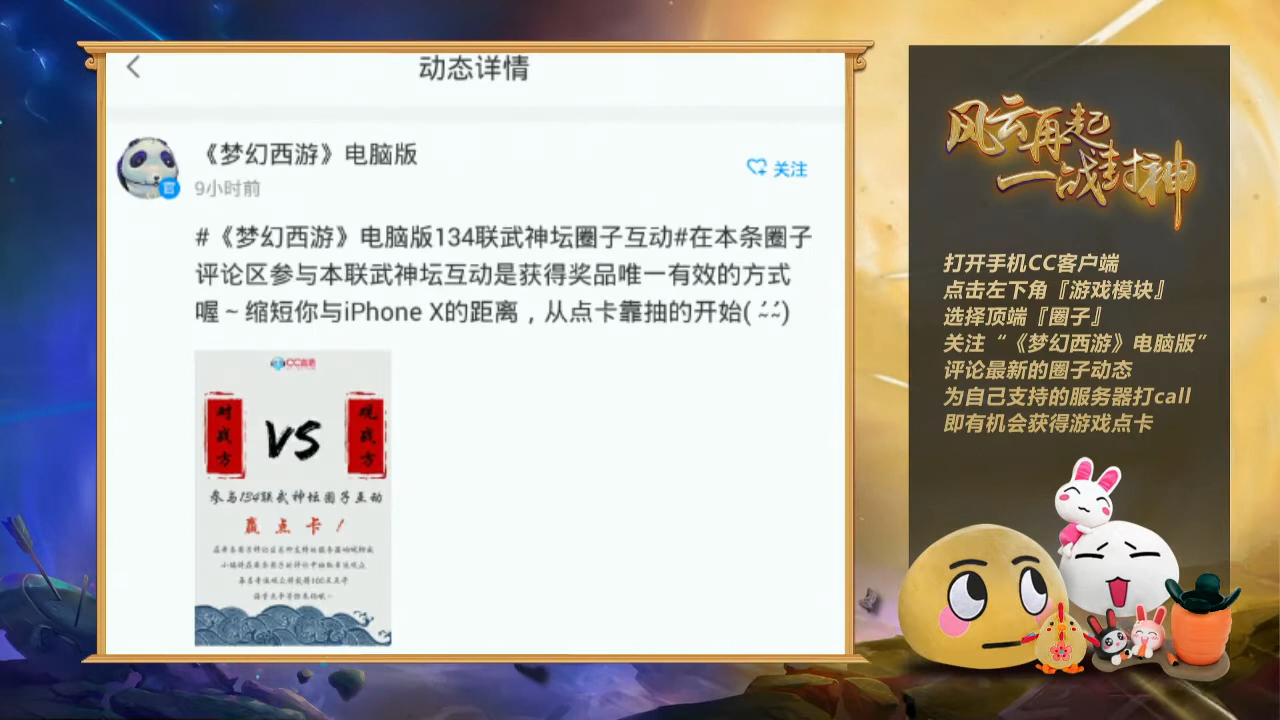 动态详情
《梦幻西游》电脑版
9小时前
关注
#《梦幻西游》电脑版134联武神坛圈子互动#在本条圈子
评论区参与本联武神坛互动是获得奖品唯一有效的方式
喔~缩短你与iPhone X的距离，从点卡靠抽的开始(ˊ~ˊ~)
CC直播
对战方
VS
观战方
参与134联武神坛圈子互动
赢点卡！
风云再起
一战封神
打开手机CC客户端
点击左下角『游戏模块』
选择顶端『圈子』
关注“《梦幻西游》电脑版”
评论最新的圈子动态
为自己支持的服务器打call
即有机会获得游戏点卡